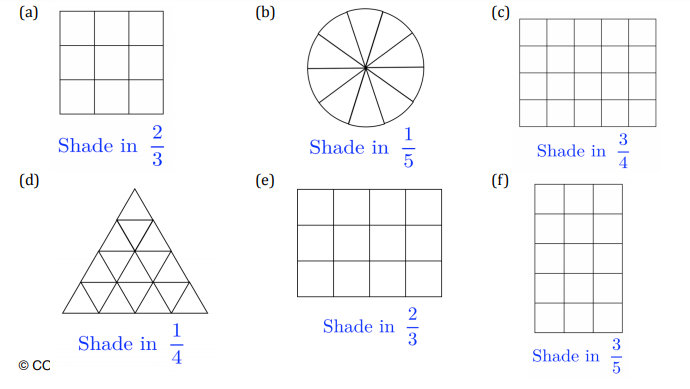 (a) (b) (c)
Shade in 2/3
Shade in 1/5
Shade in 3/4
(d) (e) (f)
Shade in 1/4
Shade in 2/3
Shade in 3/5
© CC